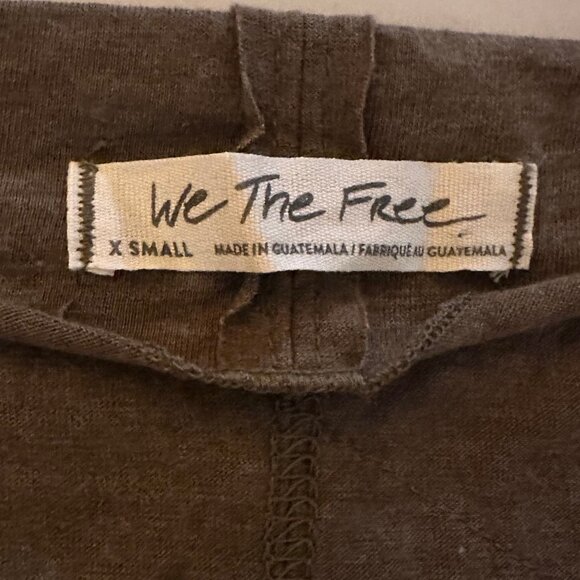 We The Free
X SMALL MADE IN GUATEMALA / FABRIQUÉ AU GUATEMALA